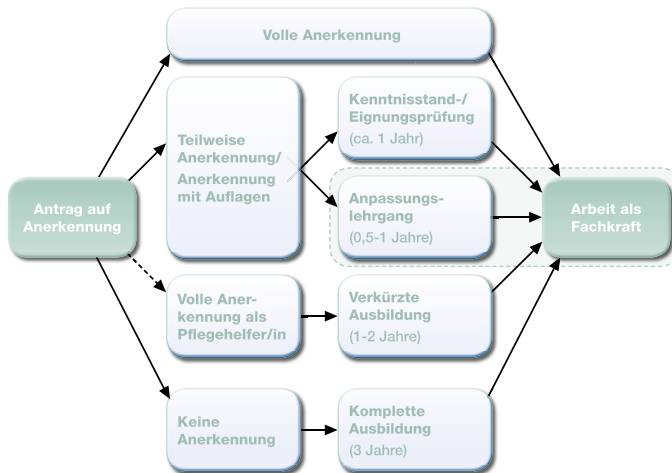 Volle Anerkennung
Teilweise
Anerkennung/
Anerkennung
mit Auflagen
Kenntnisstand-/
Eignungsprüfung
(ca. 1 Jahr)
Antrag auf
Anerkennung
Anpassungs-
lehrgang
(0,5-1 Jahre)
Arbeit als
Fachkraft
Volle Aner-
kennung als
Pflegehelfer/in
Verkürzte
Ausbildung
(1-2 Jahre)
Keine
Anerkennung
Komplette
Ausbildung
(3 Jahre)